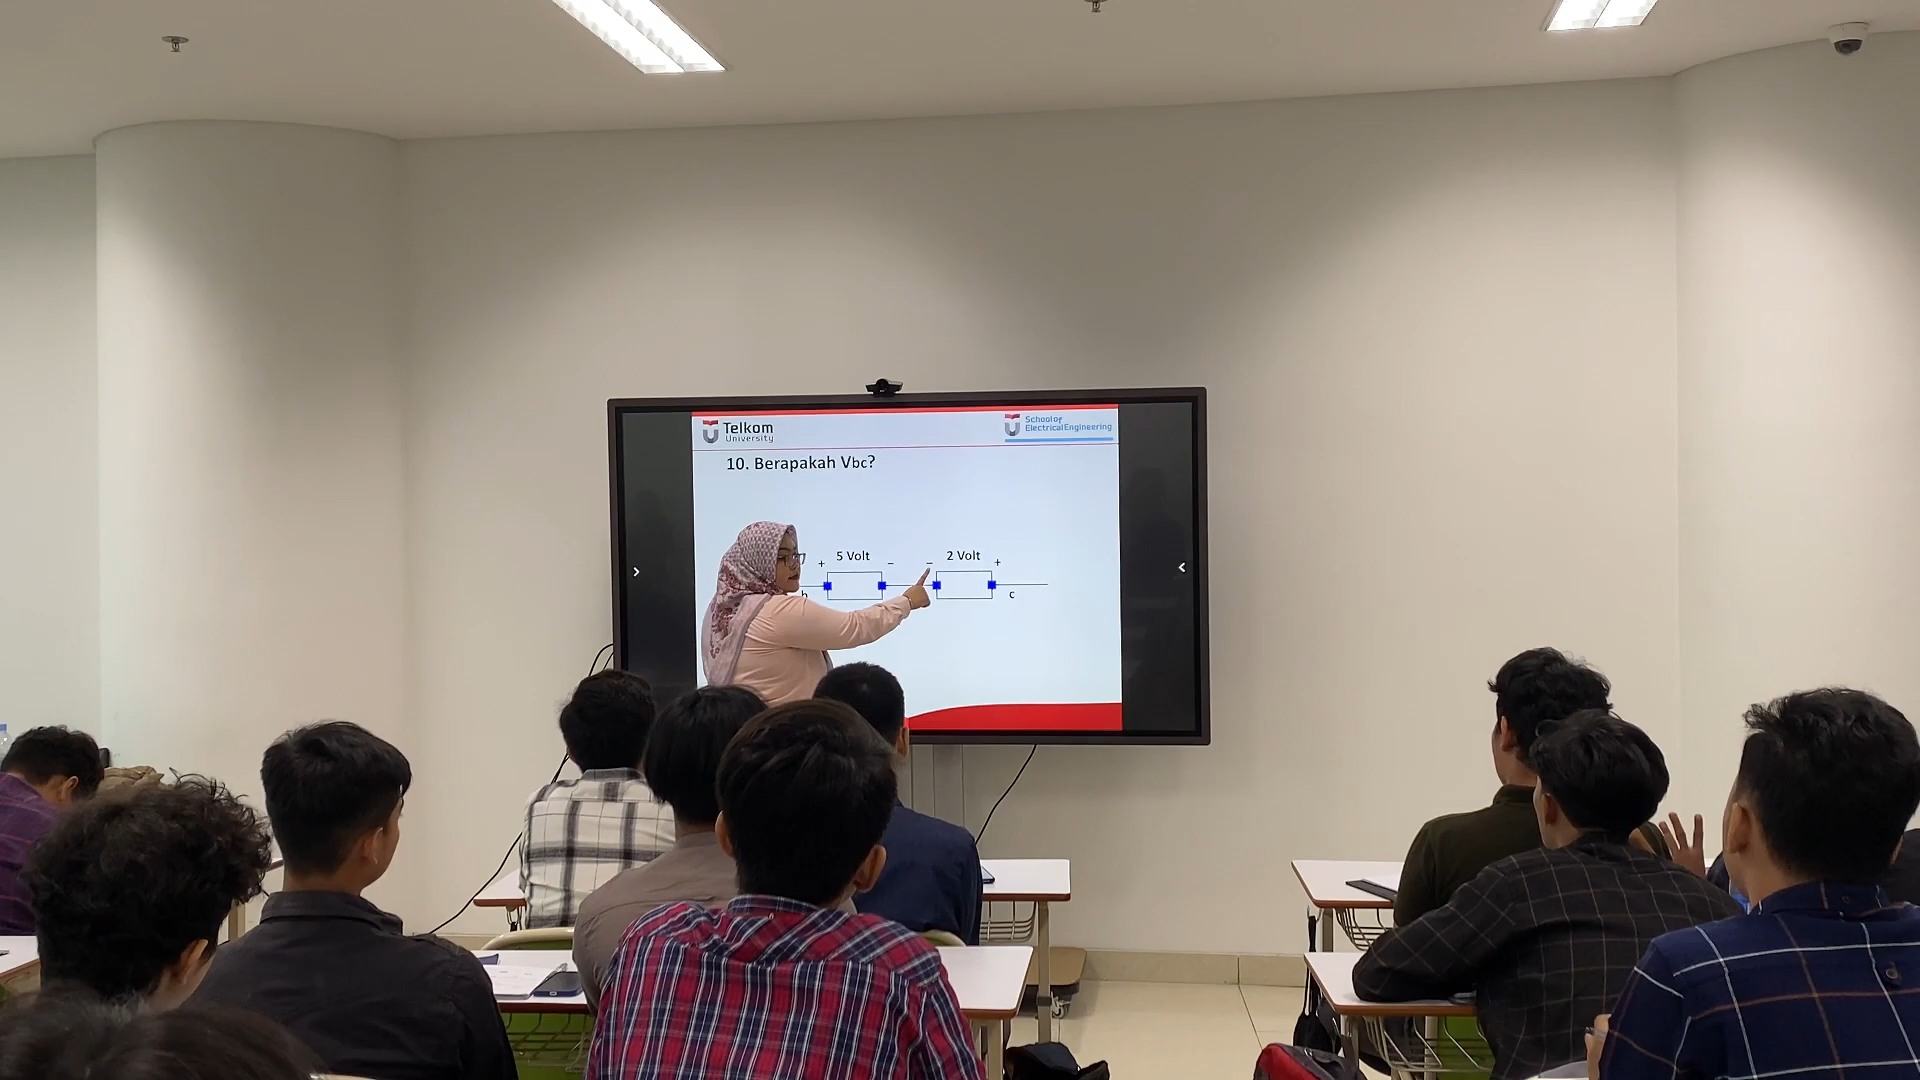 Telkom
University
School of
Electrical Engineering
10. Berapakah Vbc?
5 Volt
2 Volt
+
−
−
+
b
c